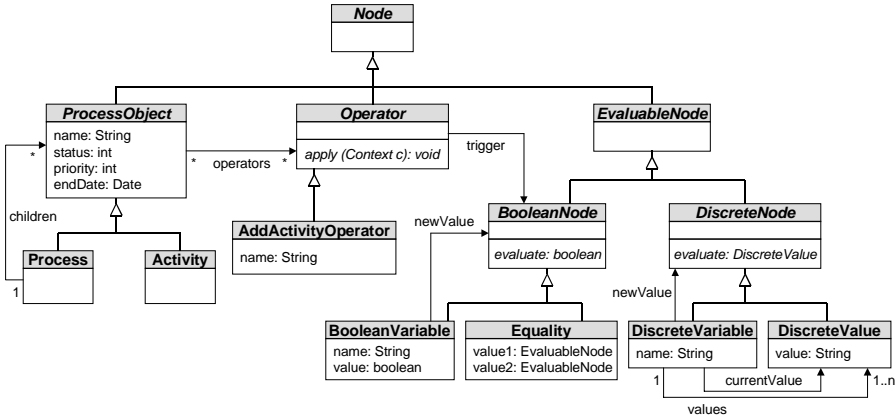 Node
ProcessObject
name: String
status: int
priority: int
endDate: Date
Operator
apply (Context c): void
EvaluableNode
*
*
operators
*
trigger
children
Process
1
Activity
AddActivityOperator
name: String
newValue
BooleanNode
evaluate: boolean
DiscreteNode
evaluate: DiscreteValue
newValue
BooleanVariable
name: String
value: boolean
Equality
value1: EvaluableNode
value2: EvaluableNode
DiscreteVariable
name: String
DiscreteValue
value: String
1
currentValue
1..n
values